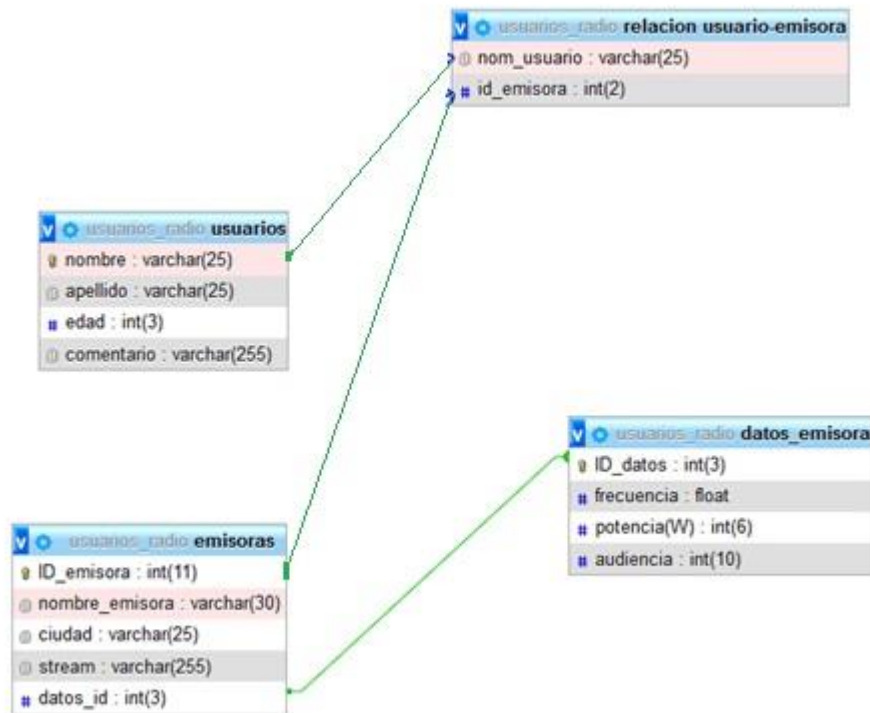 usuarios_radio relacion usuario-emisora
nom_usuario : varchar(25)
# id_emisora : int(2)
usuarios_radio usuarios
nombre : varchar(25)
apellido : varchar(25)
# edad : int(3)
comentario : varchar(255)
usuarios_radio datos_emisora
ID_datos : int(3)
# frecuencia : float
# potencia(W) : int(6)
# audiencia : int(10)
usuarios_radio emisoras
ID_emisora : int(11)
nombre_emisora : varchar(30)
ciudad : varchar(25)
stream : varchar(255)
# datos_id : int(3)